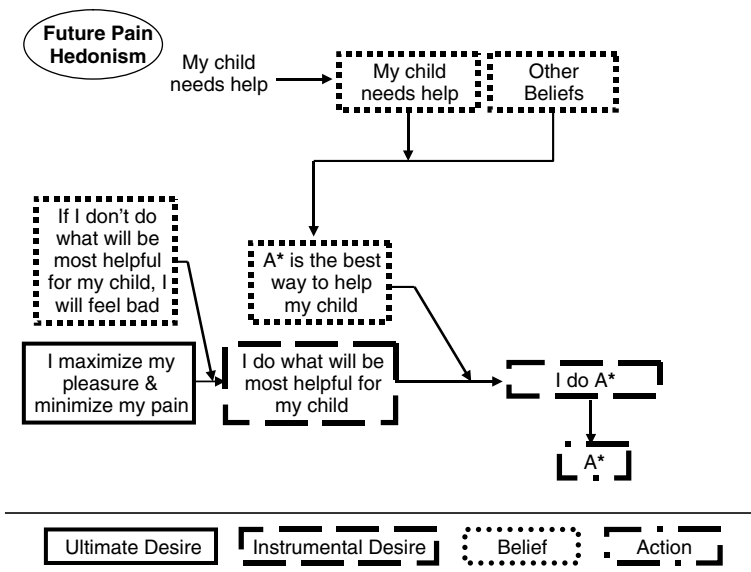 Future Pain
Hedonism
My child
needs help
My child
needs help
Other
Beliefs
If I don't do
what will be
most helpful
for my child, I
will feel bad
A* is the best
way to help
my child
I maximize my
pleasure &
minimize my pain
I do what will be
most helpful for
my child
I do A*
A*
Ultimate Desire
Instrumental Desire
Belief
Action